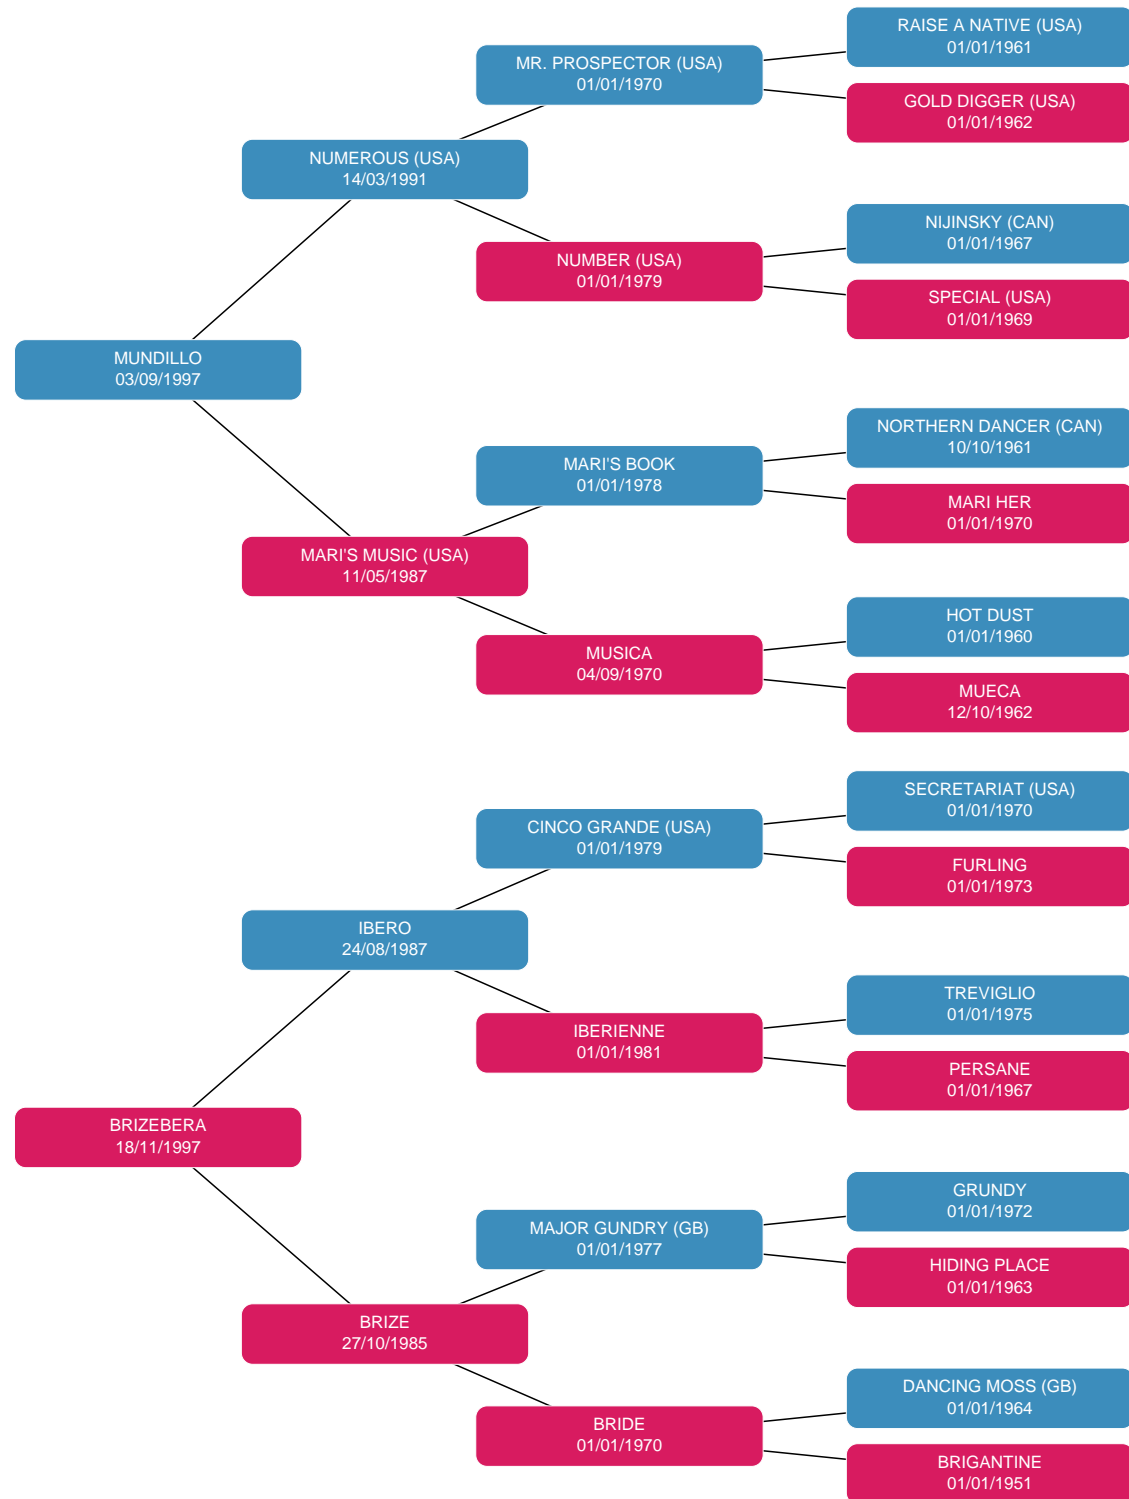 RAISE A NATIVE (USA)
01/01/1961
MR. PROSPECTOR (USA)
01/01/1970
GOLD DIGGER (USA)
01/01/1962
NUMEROUS (USA)
14/03/1991
NIJINSKY (CAN)
01/01/1967
NUMBER (USA)
01/01/1979
SPECIAL (USA)
01/01/1969
MUNDILLO
03/09/1997
NORTHERN DANCER (CAN)
10/10/1961
MARI'S BOOK
01/01/1978
MARI HER
01/01/1970
MARI'S MUSIC (USA)
11/05/1987
HOT DUST
01/01/1960
MUSICA
04/09/1970
MUECA
12/10/1962
SECRETARIAT (USA)
01/01/1970
CINCO GRANDE (USA)
01/01/1979
FURLING
01/01/1973
IBERO
24/08/1987
TREVIGLIO
01/01/1975
IBERIENNE
01/01/1981
PERSANE
01/01/1967
BRIZEBERA
18/11/1997
GRUNDY
01/01/1972
MAJOR GUNDRY (GB)
01/01/1977
HIDING PLACE
01/01/1963
BRIZE
27/10/1985
DANCING MOSS (GB)
01/01/1964
BRIDE
01/01/1970
BRIGANTINE
01/01/1951